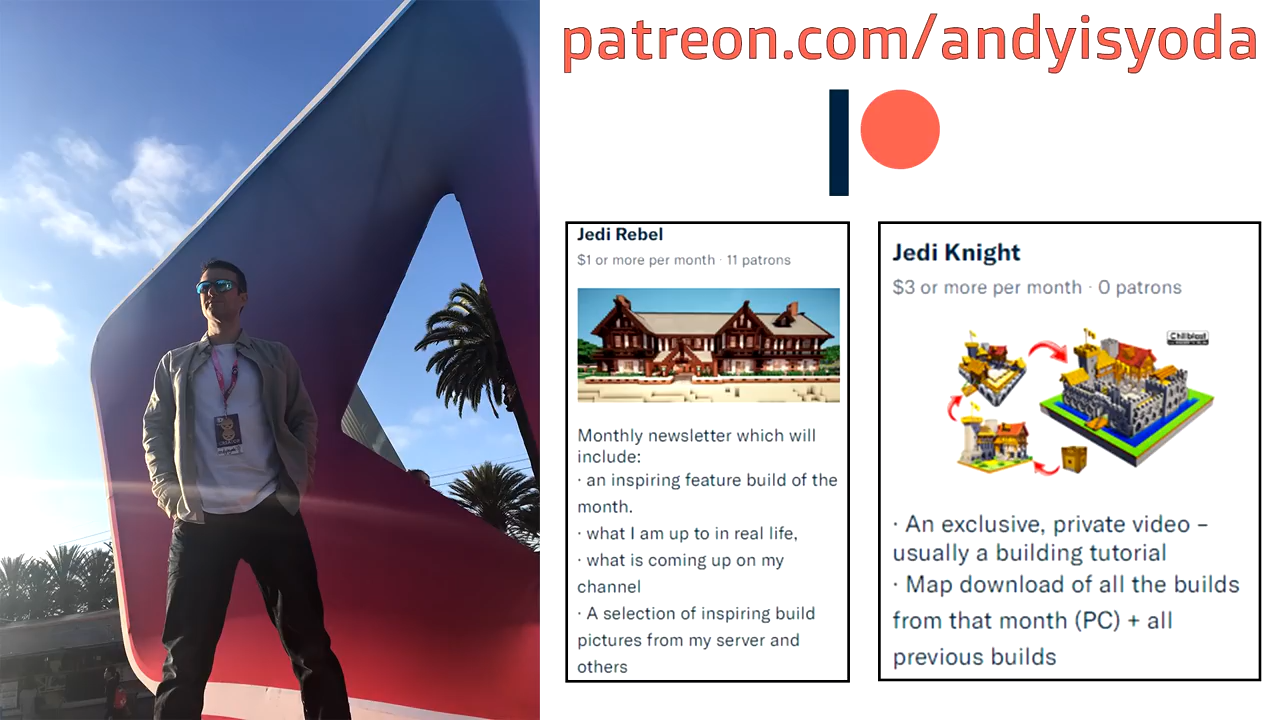 patreon.com/andyisyoda
Jedi Rebel
$1 or more per month · 11 patrons
Monthly newsletter which will
include:
· an inspiring feature build of the
month.
· what I am up to in real life,
· what is coming up on my
channel
· A selection of inspiring build
pictures from my server and
others
Jedi Knight
$3 or more per month · 0 patrons
Chillblast
· An exclusive, private video –
usually a building tutorial
· Map download of all the builds
from that month (PC) + all
previous builds